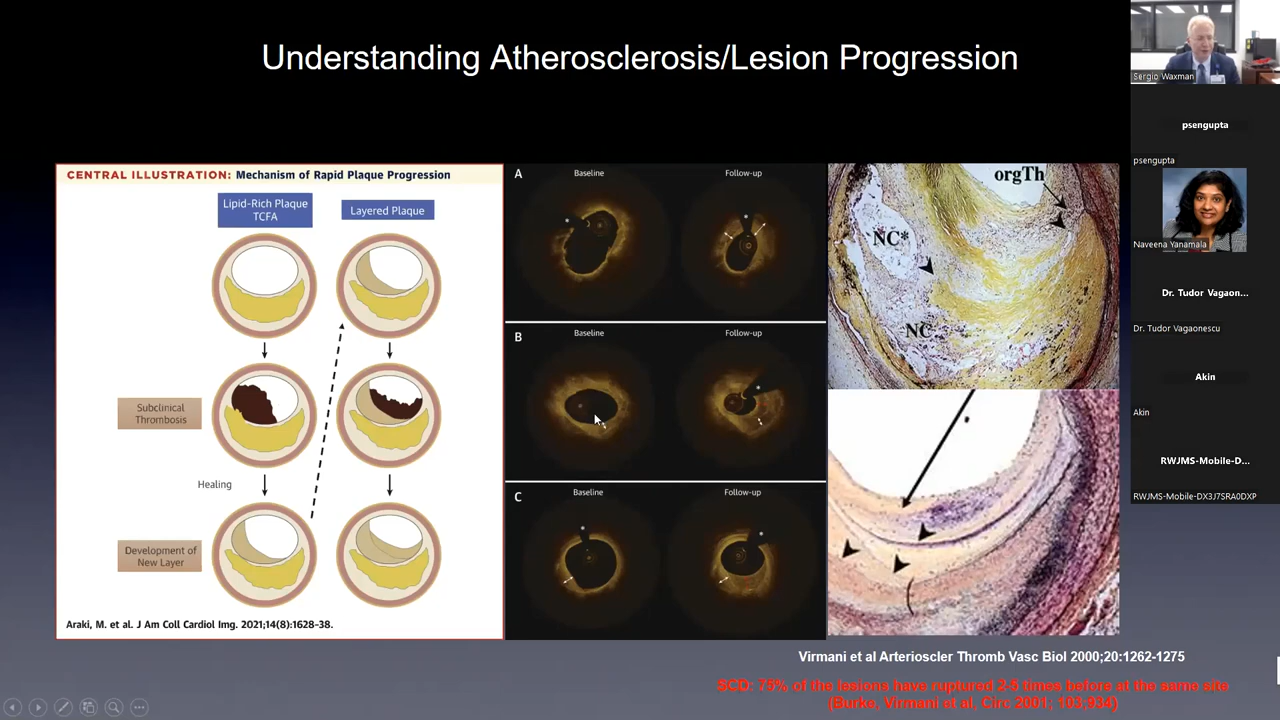 Understanding Atherosclerosis/Lesion Progression
CENTRAL ILLUSTRATION: Mechanism of Rapid Plaque Progression
Lipid-Rich Plaque
TCFA
Layered Plaque
Subclinical
Thrombosis
Healing
Development of
New Layer
Araki, M. et al. J Am Coll Cardiol Img. 2021;14(8):1628–38.
A
Baseline
Follow-up
B
Baseline
Follow-up
C
Baseline
Follow-up
orgTh
NC*
NC
Virmani et al Arterioscler Thromb Vasc Biol 2000;20:1262-1275
SCD: 75% of the lesions have ruptured 2-5 times before at the same site
(Burke, Virmani et al, Circ 2001; 103;934)
Sergio Waxman
psengupta
psengupta
Naveena Yanamala
Dr. Tudor Vagaon...
Dr. Tudor Vagaonescu
Akin
Akin
RWJMS-Mobile-D...
RWJMS-Mobile-DX3J7SRA0DXP